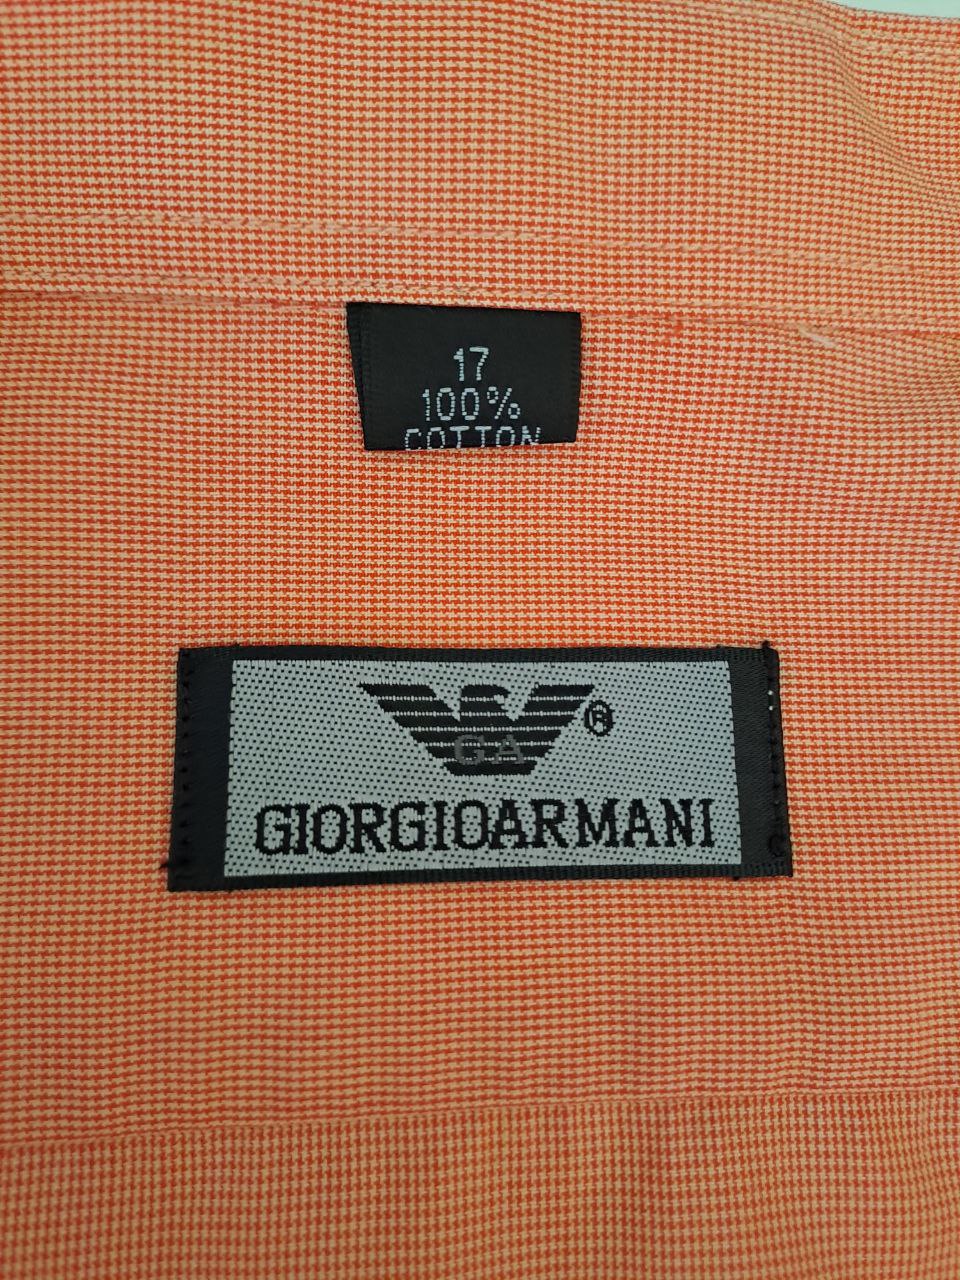 17
100%
COTTON
GA ®
GIORGIOARMANI